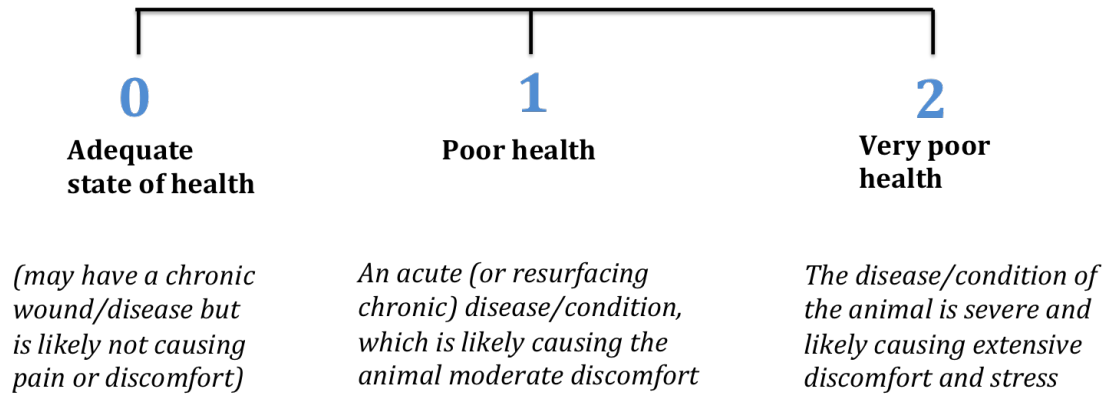 0
Adequate
state of health
(may have a chronic
wound/disease but
is likely not causing
pain or discomfort)
1
Poor health
An acute (or resurfacing
chronic) disease/condition,
which is likely causing the
animal moderate discomfort
2
Very poor
health
The disease/condition of
the animal is severe and
likely causing extensive
discomfort and stress